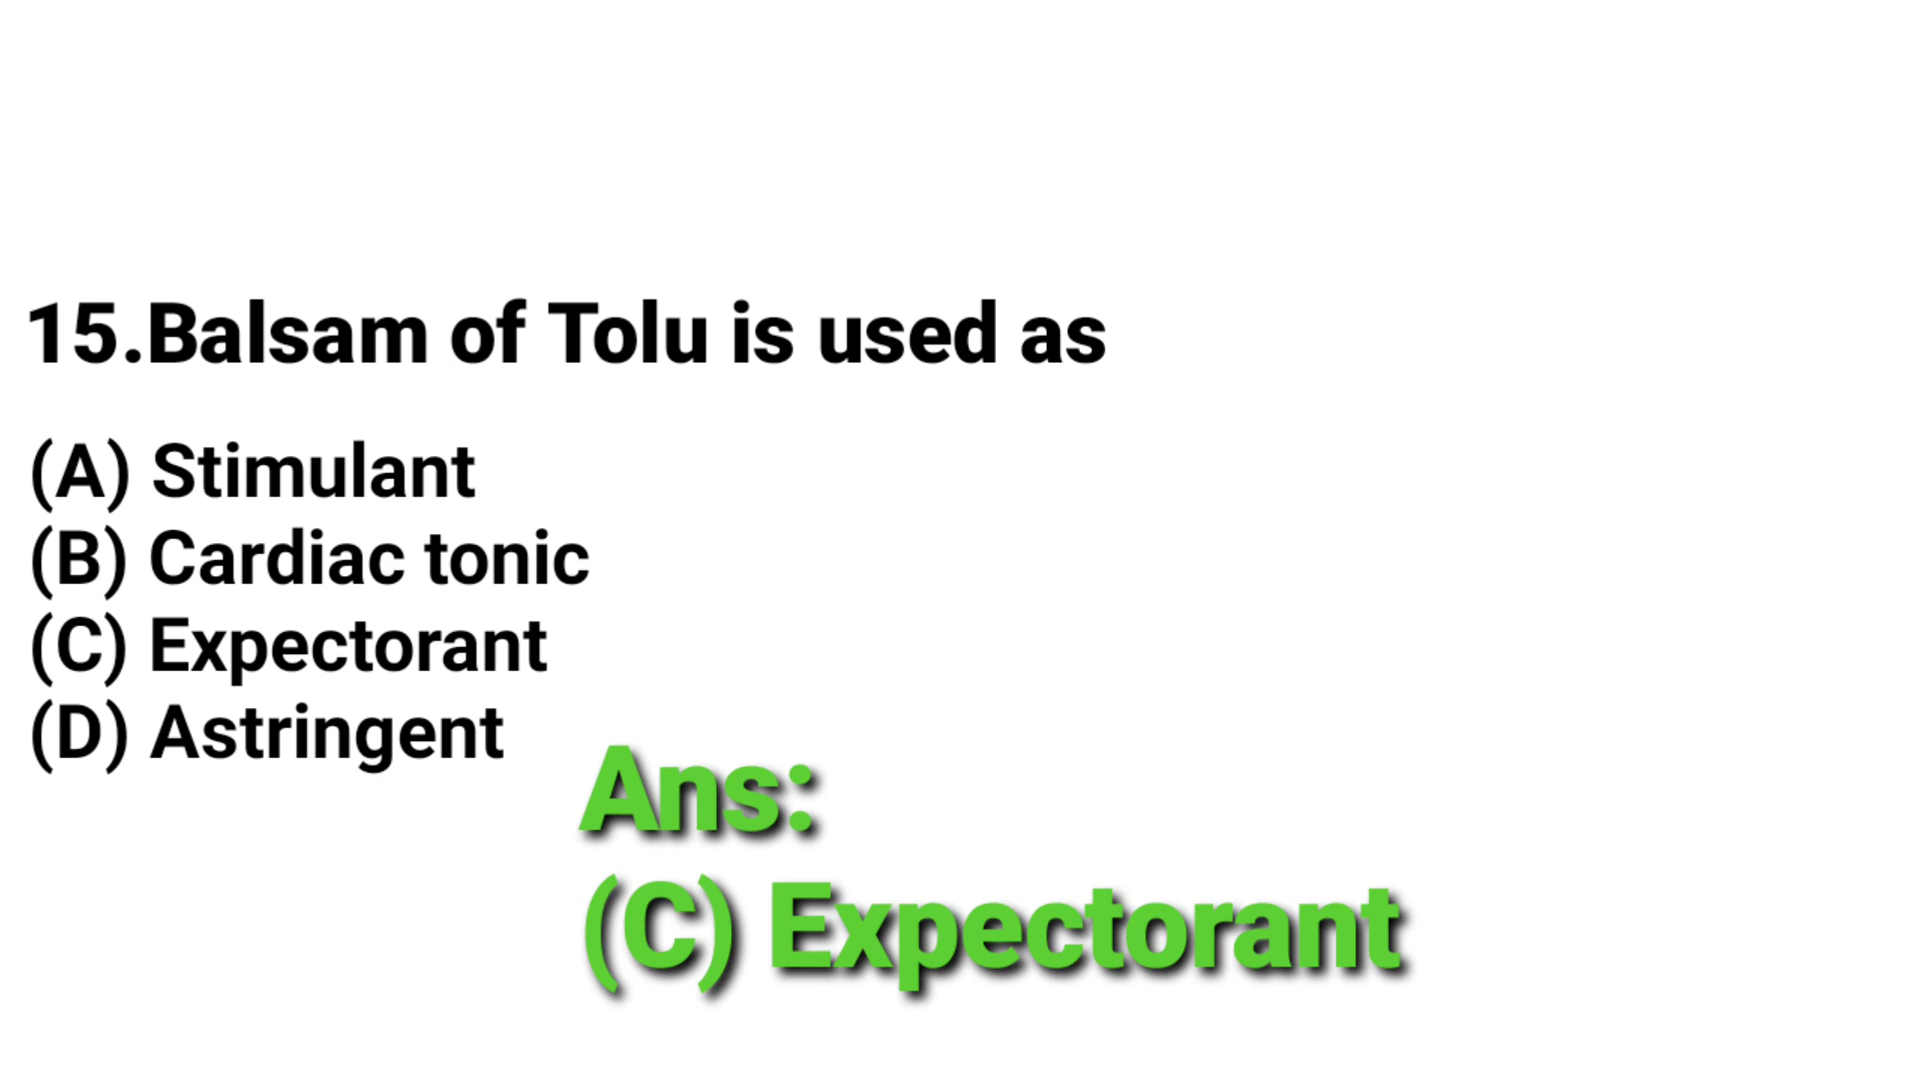 15.Balsam of Tolu is used as
(A) Stimulant
(B) Cardiac tonic
(C) Expectorant
(D) Astringent
Ans:
(C) Expectorant